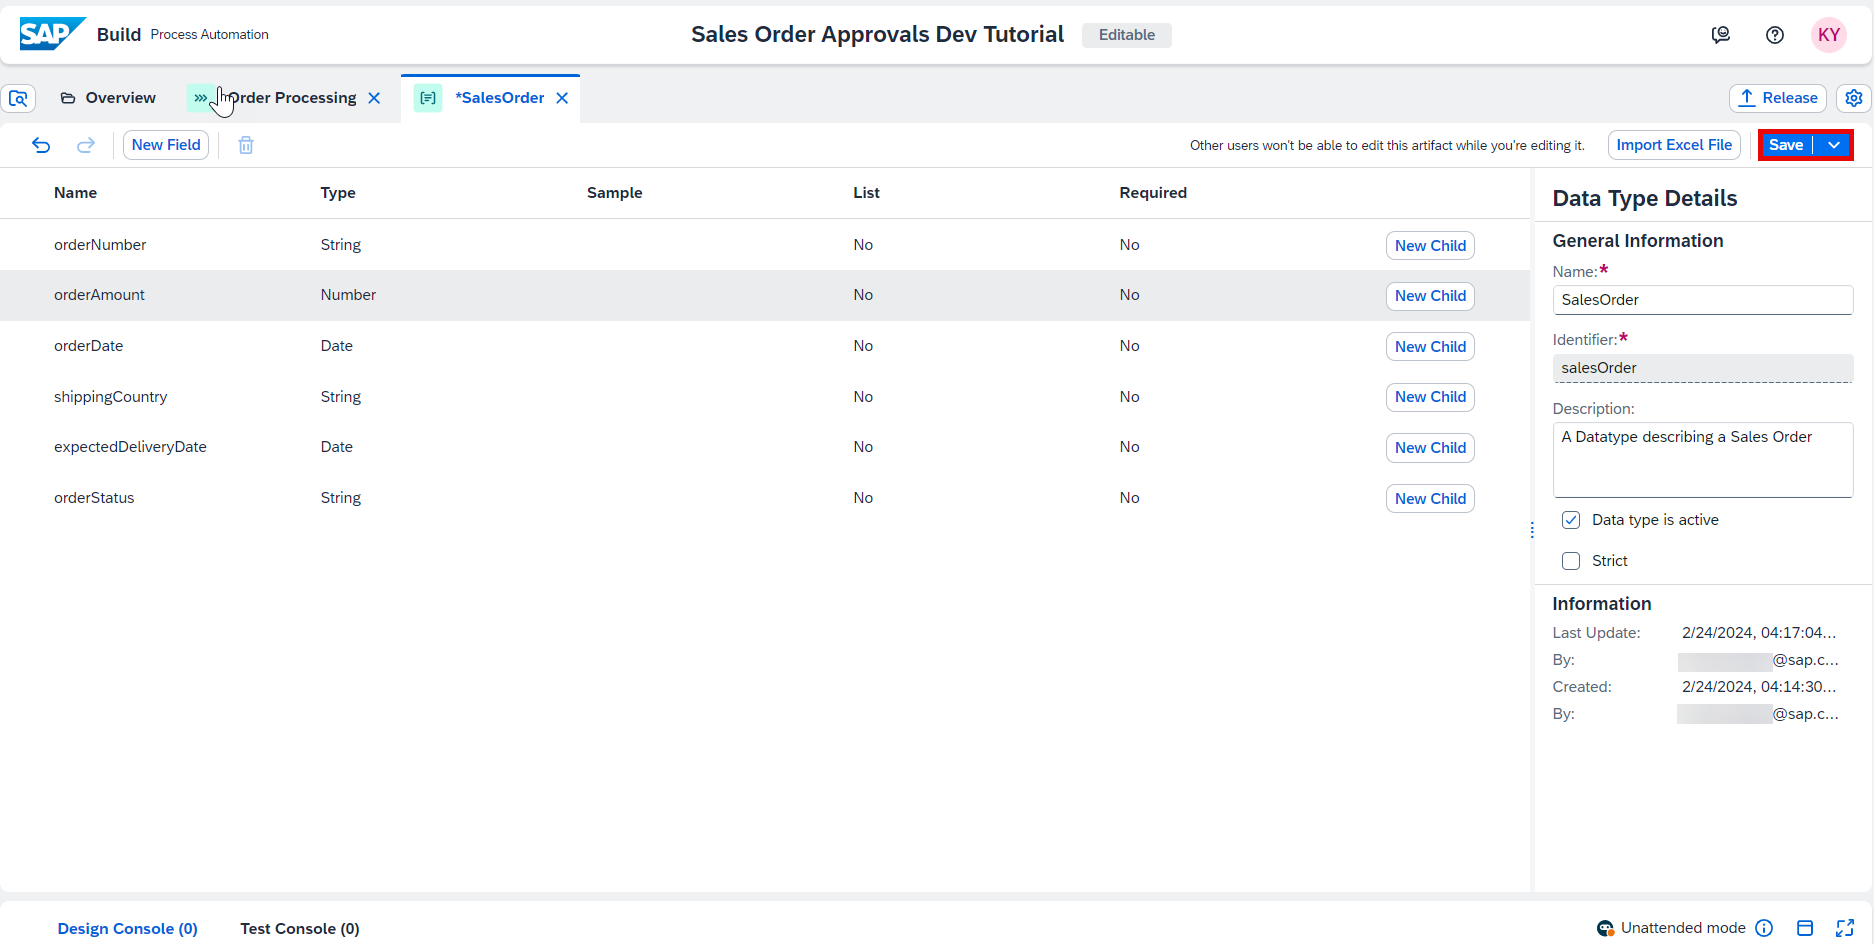 SAP Build Process Automation
Sales Order Approvals Dev Tutorial Editable
KY
Overview Order Processing *SalesOrder Release
New Field Other users won't be able to edit this artifact while you're editing it. Import Excel File Save
Name Type Sample List Required
orderNumber String No No New Child
orderAmount Number No No New Child
orderDate Date No No New Child
shippingCountry String No No New Child
expectedDeliveryDate Date No No New Child
orderStatus String No No New Child
Data Type Details
General Information
Name:*
SalesOrder
Identifier:*
salesOrder
Description:
A Datatype describing a Sales Order
Data type is active
Strict
Information
Last Update: 2/24/2024, 04:17:04...
By: @sap.c...
Created: 2/24/2024, 04:14:30...
By: @sap.c...
Design Console (0) Test Console (0) Unattended mode